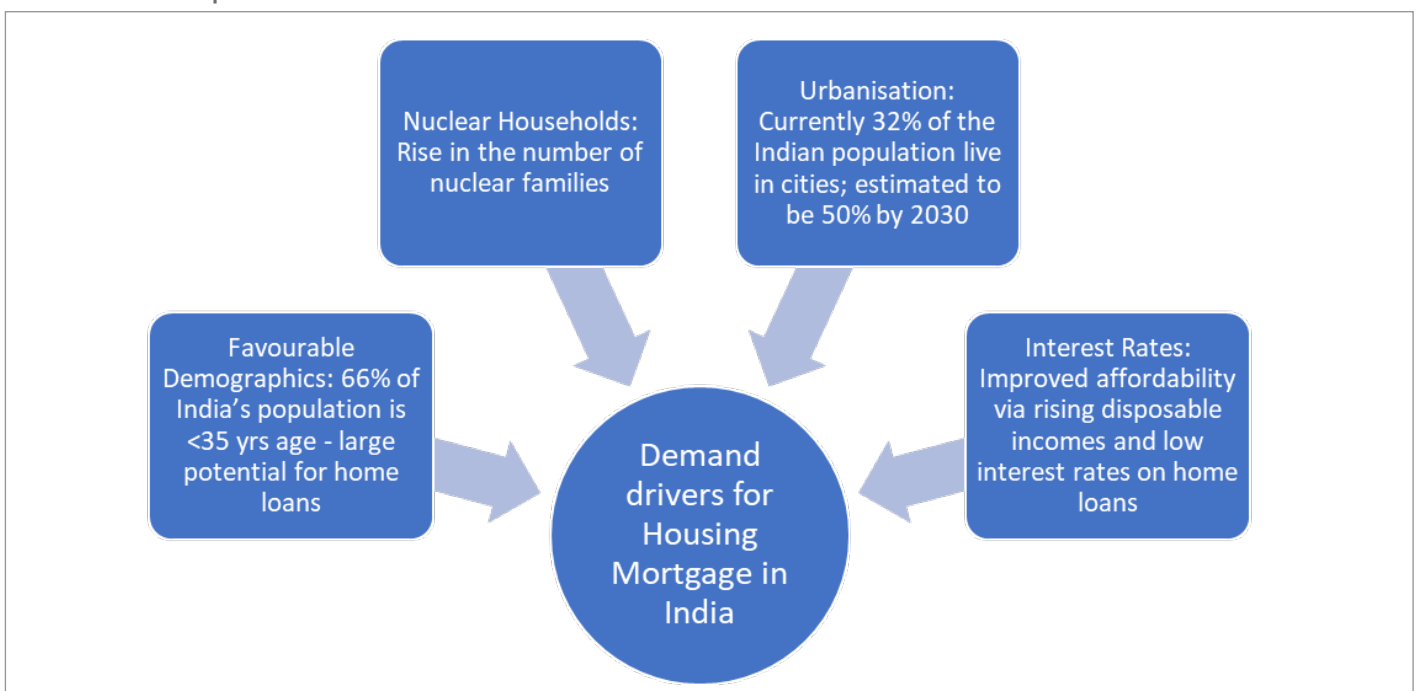 Nuclear Households:
Rise in the number of
nuclear families
Urbanisation:
Currently 32% of the
Indian population live
in cities; estimated to
be 50% by 2030
Favourable
Demographics: 66% of
India's population is
<35 yrs age - large
potential for home
loans
Interest Rates:
Improved affordability
via rising disposable
incomes and low
interest rates on home
loans
Demand
drivers for
Housing
Mortgage in
India